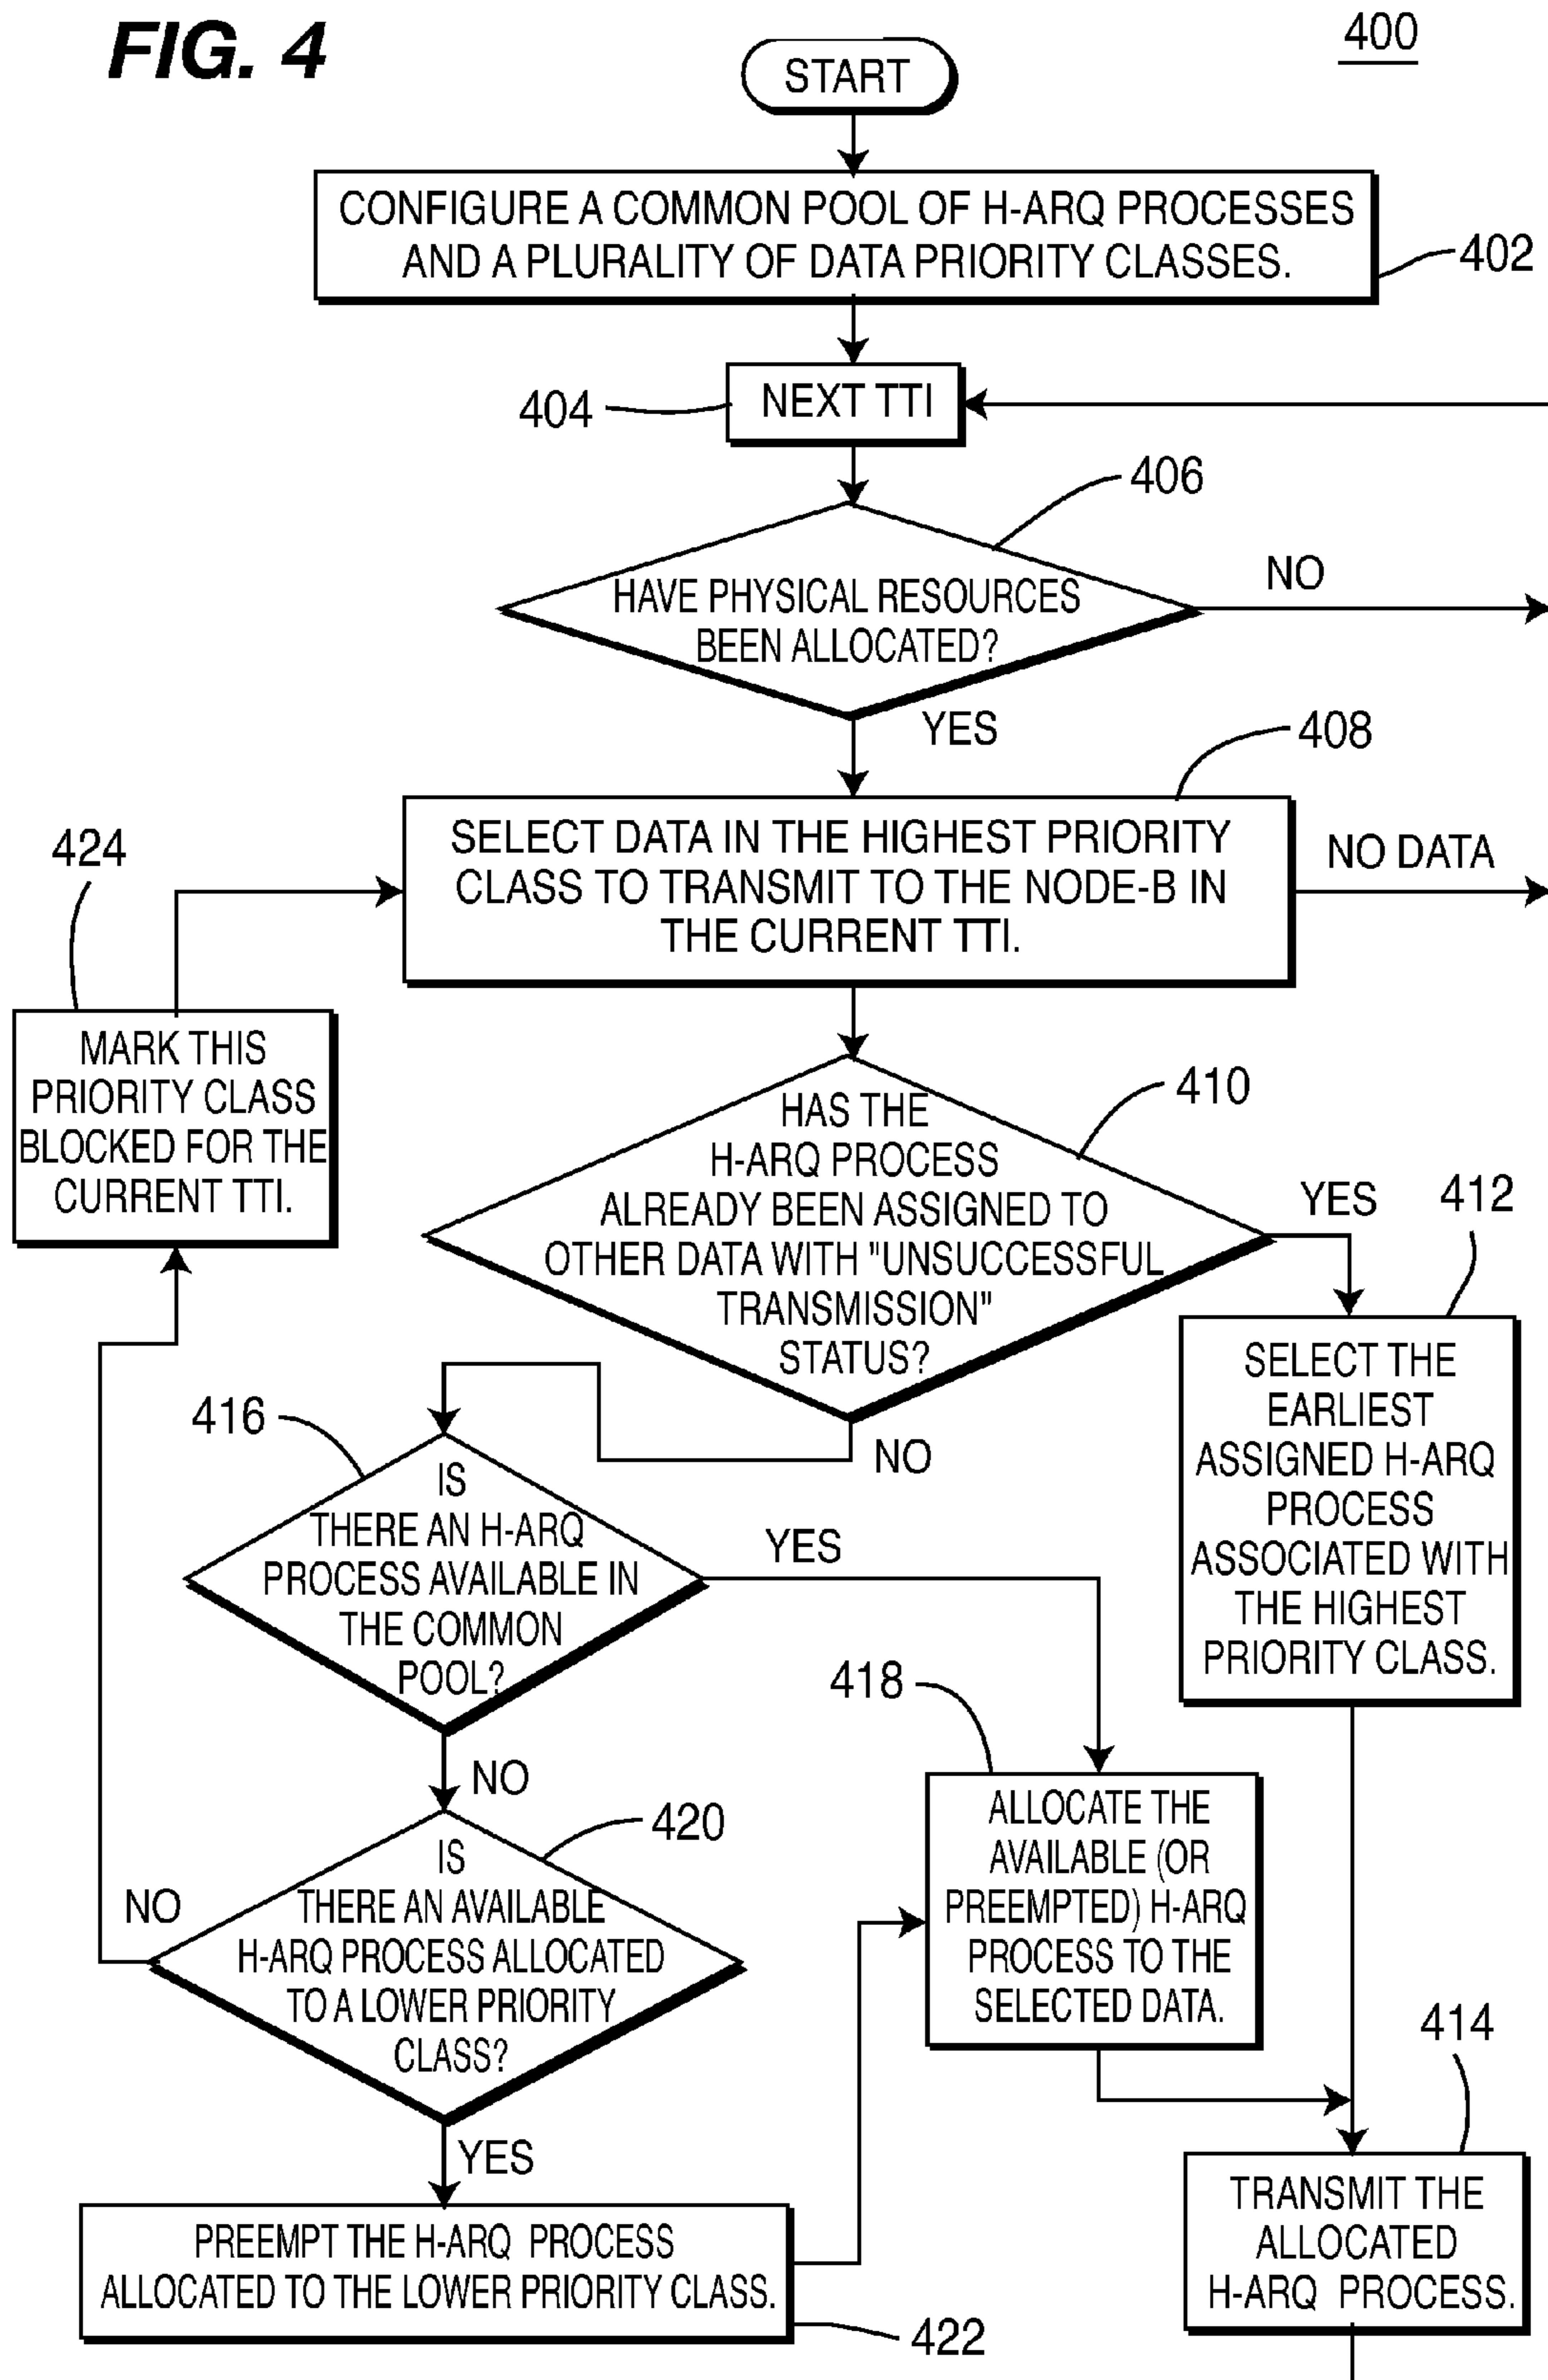 FIG. 4
400
START
CONFIGURE A COMMON POOL OF H-ARQ PROCESSES
AND A PLURALITY OF DATA PRIORITY CLASSES.
402
NEXT TTI
404
406
HAVE PHYSICAL RESOURCES
BEEN ALLOCATED?
NO
YES
408
SELECT DATA IN THE HIGHEST PRIORITY
CLASS TO TRANSMIT TO THE NODE-B IN
THE CURRENT TTI.
NO DATA
424
MARK THIS
PRIORITY CLASS
BLOCKED FOR THE
CURRENT TTI.
410
HAS THE
H-ARQ PROCESS
ALREADY BEEN ASSIGNED TO
OTHER DATA WITH "UNSUCCESSFUL
TRANSMISSION"
STATUS?
YES
412
SELECT THE
EARLIEST
ASSIGNED H-ARQ
PROCESS
ASSOCIATED WITH
THE HIGHEST
PRIORITY CLASS.
NO
416
IS
THERE AN H-ARQ
PROCESS AVAILABLE IN
THE COMMON
POOL?
YES
418
ALLOCATE THE
AVAILABLE (OR
PREEMPTED) H-ARQ
PROCESS TO THE
SELECTED DATA.
NO
420
IS
THERE AN AVAILABLE
H-ARQ PROCESS ALLOCATED
TO A LOWER PRIORITY
CLASS?
NO
YES
414
TRANSMIT THE
ALLOCATED
H-ARQ PROCESS.
PREEMPT THE H-ARQ PROCESS
ALLOCATED TO THE LOWER PRIORITY CLASS.
422